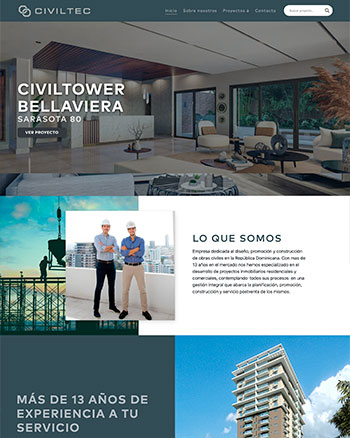 CIVILTEC
Inicio Sobre nosotros Proyectos Contacto
CIVILTOWER
BELLAVIERA
SARASOTA 80
VER PROYECTO
LO QUE SOMOS
Empresa dedicada al diseño, promoción y construcción
de obras civiles en la República Dominicana. Con mas de
13 años en el mercado nos hemos especializado en el
desarrollo de proyectos inmobiliarios residenciales y
comerciales, contemplando todos sus procesos en una
gestión integral que abarca la planificación, promoción,
construcción y servicio postventa de los mismos.
MÁS DE 13 AÑOS DE
EXPERIENCIA A TU
SERVICIO